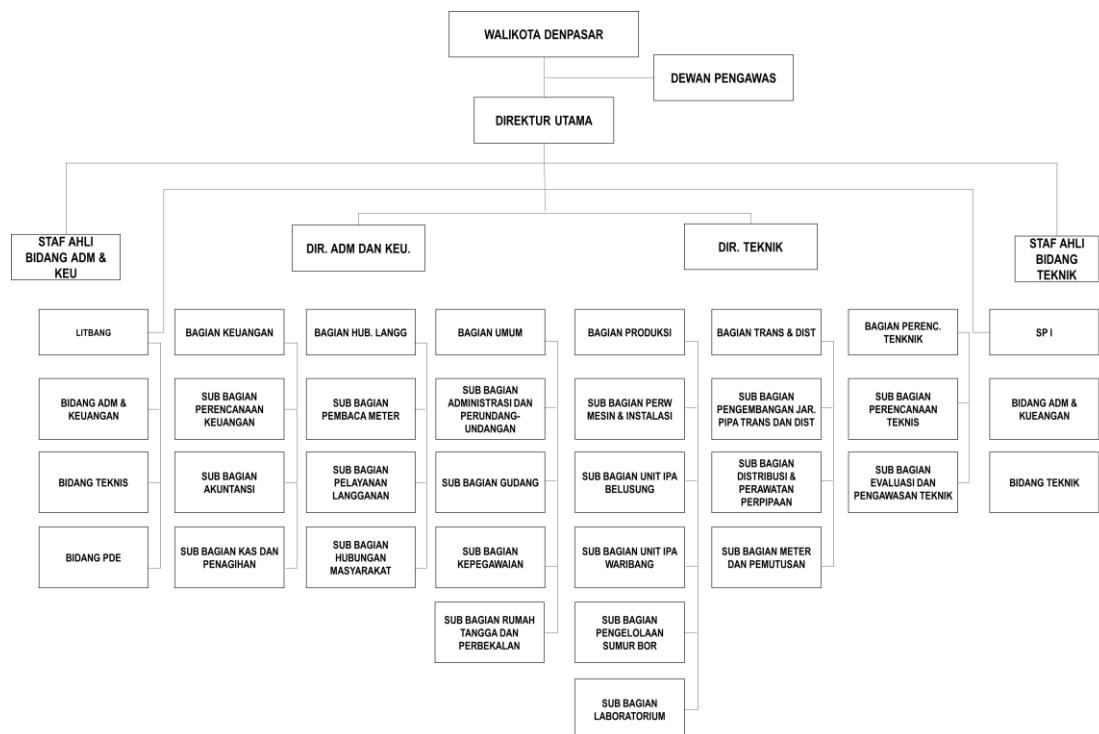 WALIKOTA DENPASAR
DEWAN PENGAWAS
DIREKTUR UTAMA
STAF AHLI
BIDANG ADM &
KEU
DIR. ADM DAN KEU.
DIR. TEKNIK
STAF AHLI
BIDANG
TEKNIK
LITBANG
BAGIAN KEUANGAN
BAGIAN HUB. LANGG
BAGIAN UMUM
BAGIAN PRODUKSI
BAGIAN TRANS & DIST
BAGIAN PERENC.
TENKNIK
SP I
BIDANG ADM &
KEUANGAN
SUB BAGIAN
PERENCANAAN
KEUANGAN
SUB BAGIAN
PEMBACA METER
SUB BAGIAN
ADMINISTRASI DAN
PERUNDANG-
UNDANGAN
SUB BAGIAN PERW
MESIN & INSTALASI
SUB BAGIAN
PENGEMBANGAN JAR.
PIPA TRANS DAN DIST
SUB BAGIAN
PERENCANAAN
TEKNIS
BIDANG ADM &
KUEANGAN
BIDANG TEKNIS
SUB BAGIAN
AKUNTANSI
SUB BAGIAN
PELAYANAN
LANGGANAN
SUB BAGIAN GUDANG
SUB BAGIAN UNIT IPA
BELUSUNG
SUB BAGIAN
DISTRIBUSI &
PERAWATAN
PERPIPAAN
SUB BAGIAN
EVALUASI DAN
PENGAWASAN TEKNIK
BIDANG TEKNIK
BIDANG PDE
SUB BAGIAN KAS DAN
PENAGIHAN
SUB BAGIAN
HUBUNGAN
MASYARAKAT
SUB BAGIAN
KEPEGAWAIAN
SUB BAGIAN UNIT IPA
WARIBANG
SUB BAGIAN METER
DAN PEMUTUSAN
SUB BAGIAN RUMAH
TANGGA DAN
PERBEKALAN
SUB BAGIAN
PENGELOLAAN
SUMUR BOR
SUB BAGIAN
LABORATORIUM